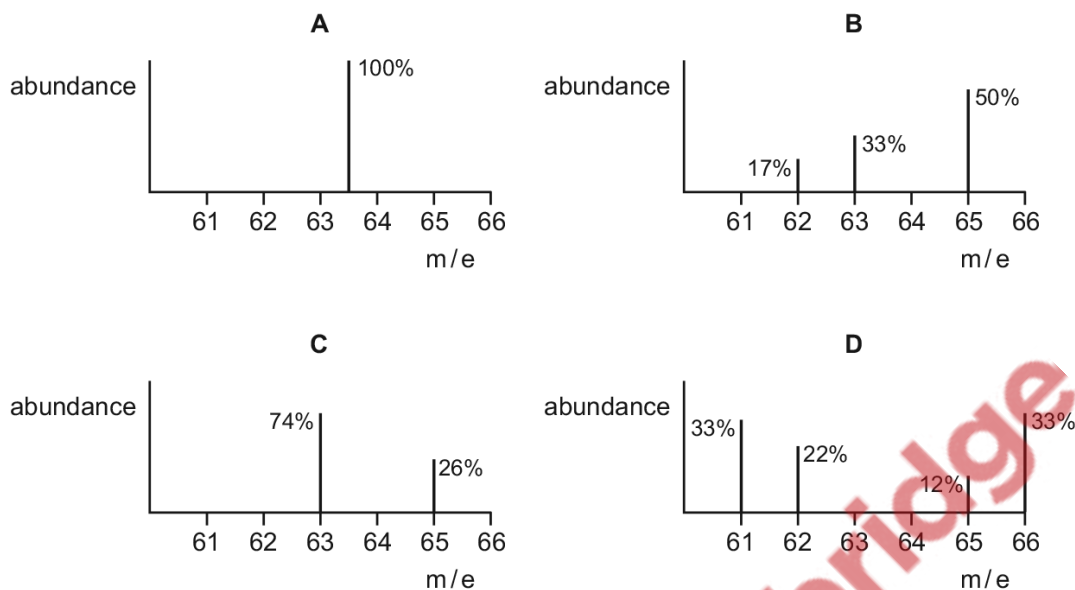 A
abundance
100%
61 62 63 64 65 66
m / e
B
abundance
17%
33%
50%
61 62 63 64 65 66
m / e
C
abundance
74%
26%
61 62 63 64 65 66
m / e
D
abundance
33%
22%
12%
33%
61 62 63 64 65 66
m / e
bridge